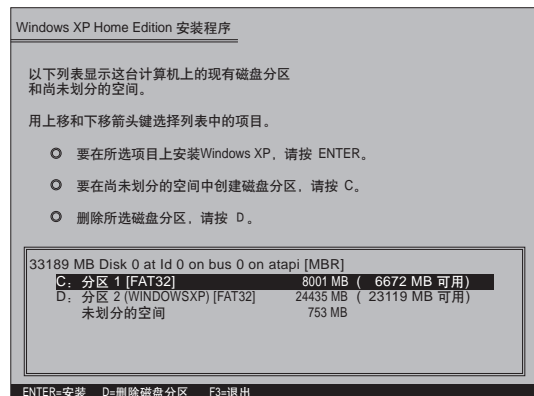 Windows XP Home Edition 安装程序
以下列表显示这台计算机上的现有磁盘分区
和尚未划分的空间。
用上移和下移箭头键选择列表中的项目。
要在所选项目上安装Windows XP，请按 ENTER。
要在尚未划分的空间中创建磁盘分区，请按 C。
删除所选磁盘分区，请按 D。
33189 MB Disk 0 at Id 0 on bus 0 on atapi [MBR]
C：分区 1 [FAT32] 8001 MB ( 6672 MB 可用)
D：分区 2 (WINDOWSXP) [FAT32] 24435 MB ( 23119 MB 可用)
未划分的空间 753 MB
ENTER=安装 D=删除磁盘分区 F3=退出